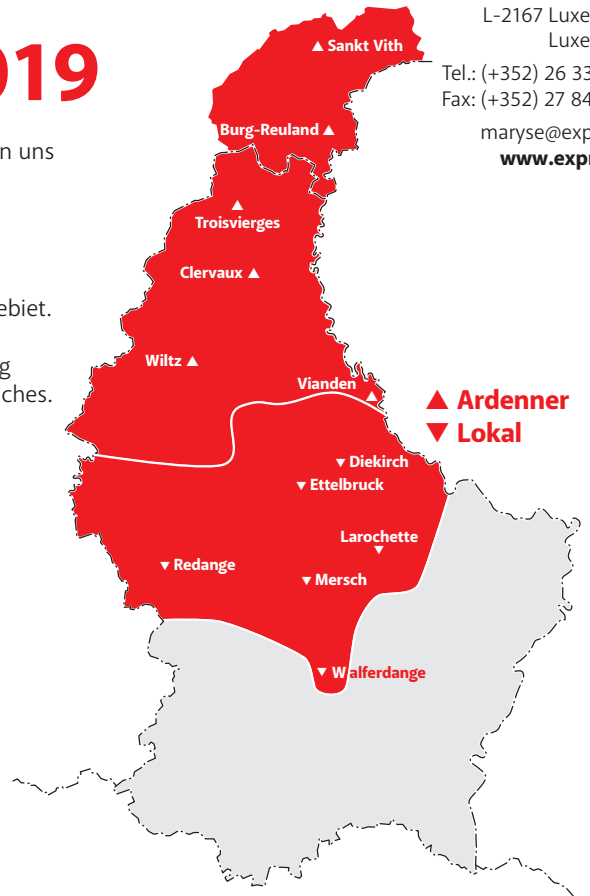 019
n uns
ebiet.
g
ches.
L-2167 Luxe
Luxe
Tel.: (+352) 26 33
Fax: (+352) 27 84
maryse@exp
www.expr
▲ Sankt Vith
Burg-Reuland ▲
▲
Troisvierges
Clervaux ▲
Wiltz ▲
Vianden
▲
▲ Ardenner
▼ Lokal
▼ Diekirch
▼ Ettelbruck
Larochette
▼
▼ Redange
▼ Mersch
▼ Walferdange